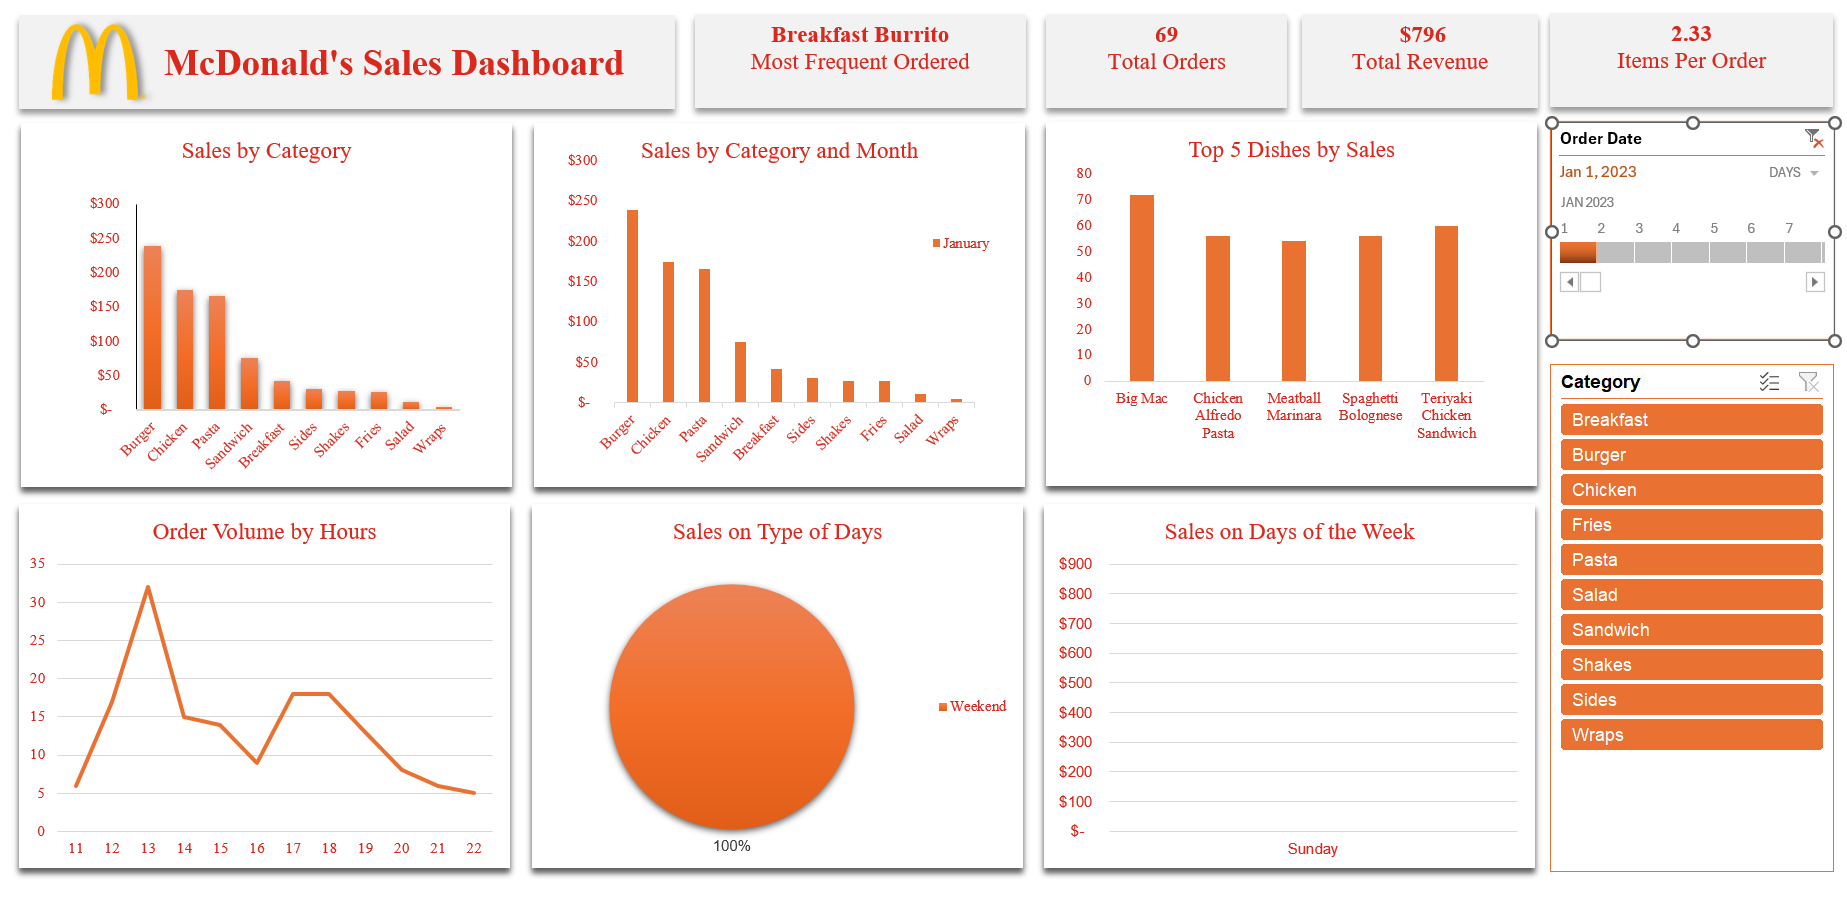 McDonald's Sales Dashboard
Breakfast Burrito
Most Frequent Ordered
69
Total Orders
$796
Total Revenue
2.33
Items Per Order
Sales by Category
$300
$250
$200
$150
$100
$50
$-
Burger
Chicken
Pasta
Sandwich
Breakfast
Sides
Shakes
Fries
Salad
Wraps
Sales by Category and Month
$300
$250
$200
$150
$100
$50
$-
January
Burger
Chicken
Pasta
Sandwich
Breakfast
Sides
Shakes
Fries
Salad
Wraps
Top 5 Dishes by Sales
80
70
60
50
40
30
20
10
0
Big Mac
Chicken
Alfredo
Pasta
Meatball
Marinara
Spaghetti
Bolognese
Teriyaki
Chicken
Sandwich
Order Date
Jan 1, 2023
DAYS
JAN 2023
1 2 3 4 5 6 7
Category
Breakfast
Burger
Chicken
Fries
Pasta
Salad
Sandwich
Shakes
Sides
Wraps
Order Volume by Hours
35
30
25
20
15
10
5
0
11 12 13 14 15 16 17 18 19 20 21 22
Sales on Type of Days
Weekend
100%
Sales on Days of the Week
$900
$800
$700
$600
$500
$400
$300
$200
$100
$-
Sunday